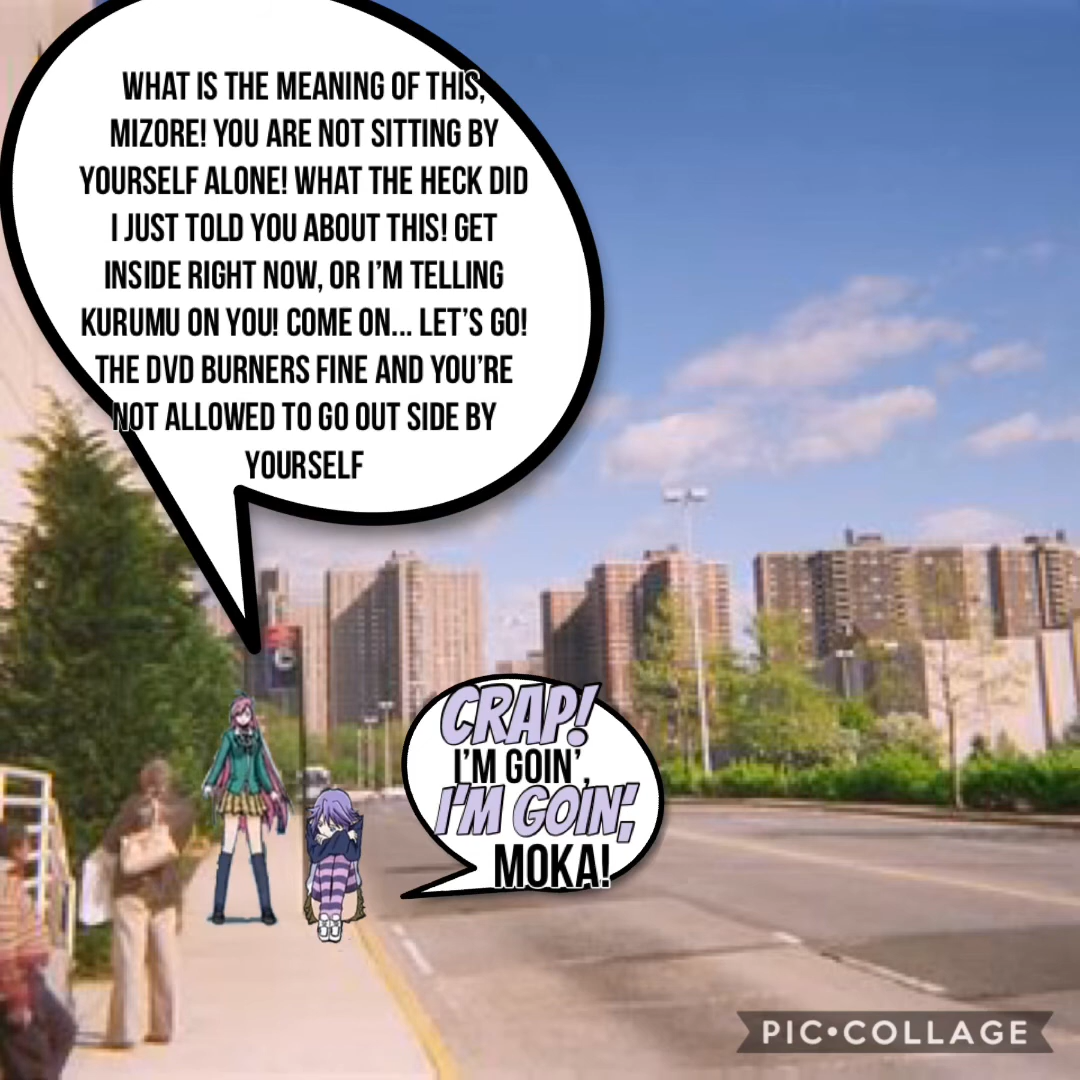 WHAT IS THE MEANING OF THIS,
MIZORE! YOU ARE NOT SITTING BY
YOURSELF ALONE! WHAT THE HECK DID
I JUST TOLD YOU ABOUT THIS! GET
INSIDE RIGHT NOW, OR I'M TELLING
KURUMU ON YOU! COME ON... LET'S GO!
THE DVD BURNERS FINE AND YOU'RE
NOT ALLOWED TO GO OUT SIDE BY
YOURSELF
CRAP!
I'M GOIN',
I'M GOIN',
MOKA!
PIC•COLLAGE